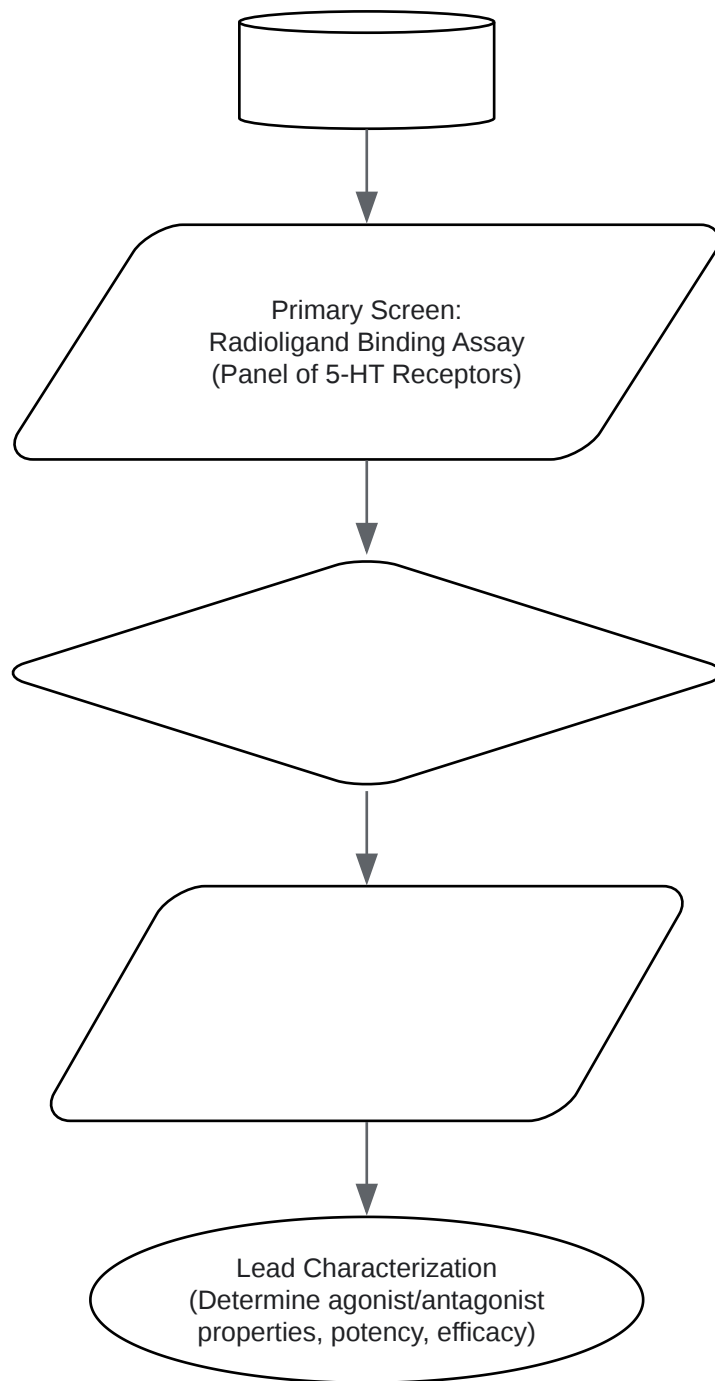 Primary Screen:
Radioligand Binding Assay
(Panel of 5-HT Receptors)
Lead Characterization
(Determine agonist/antagonist
properties, potency, efficacy)